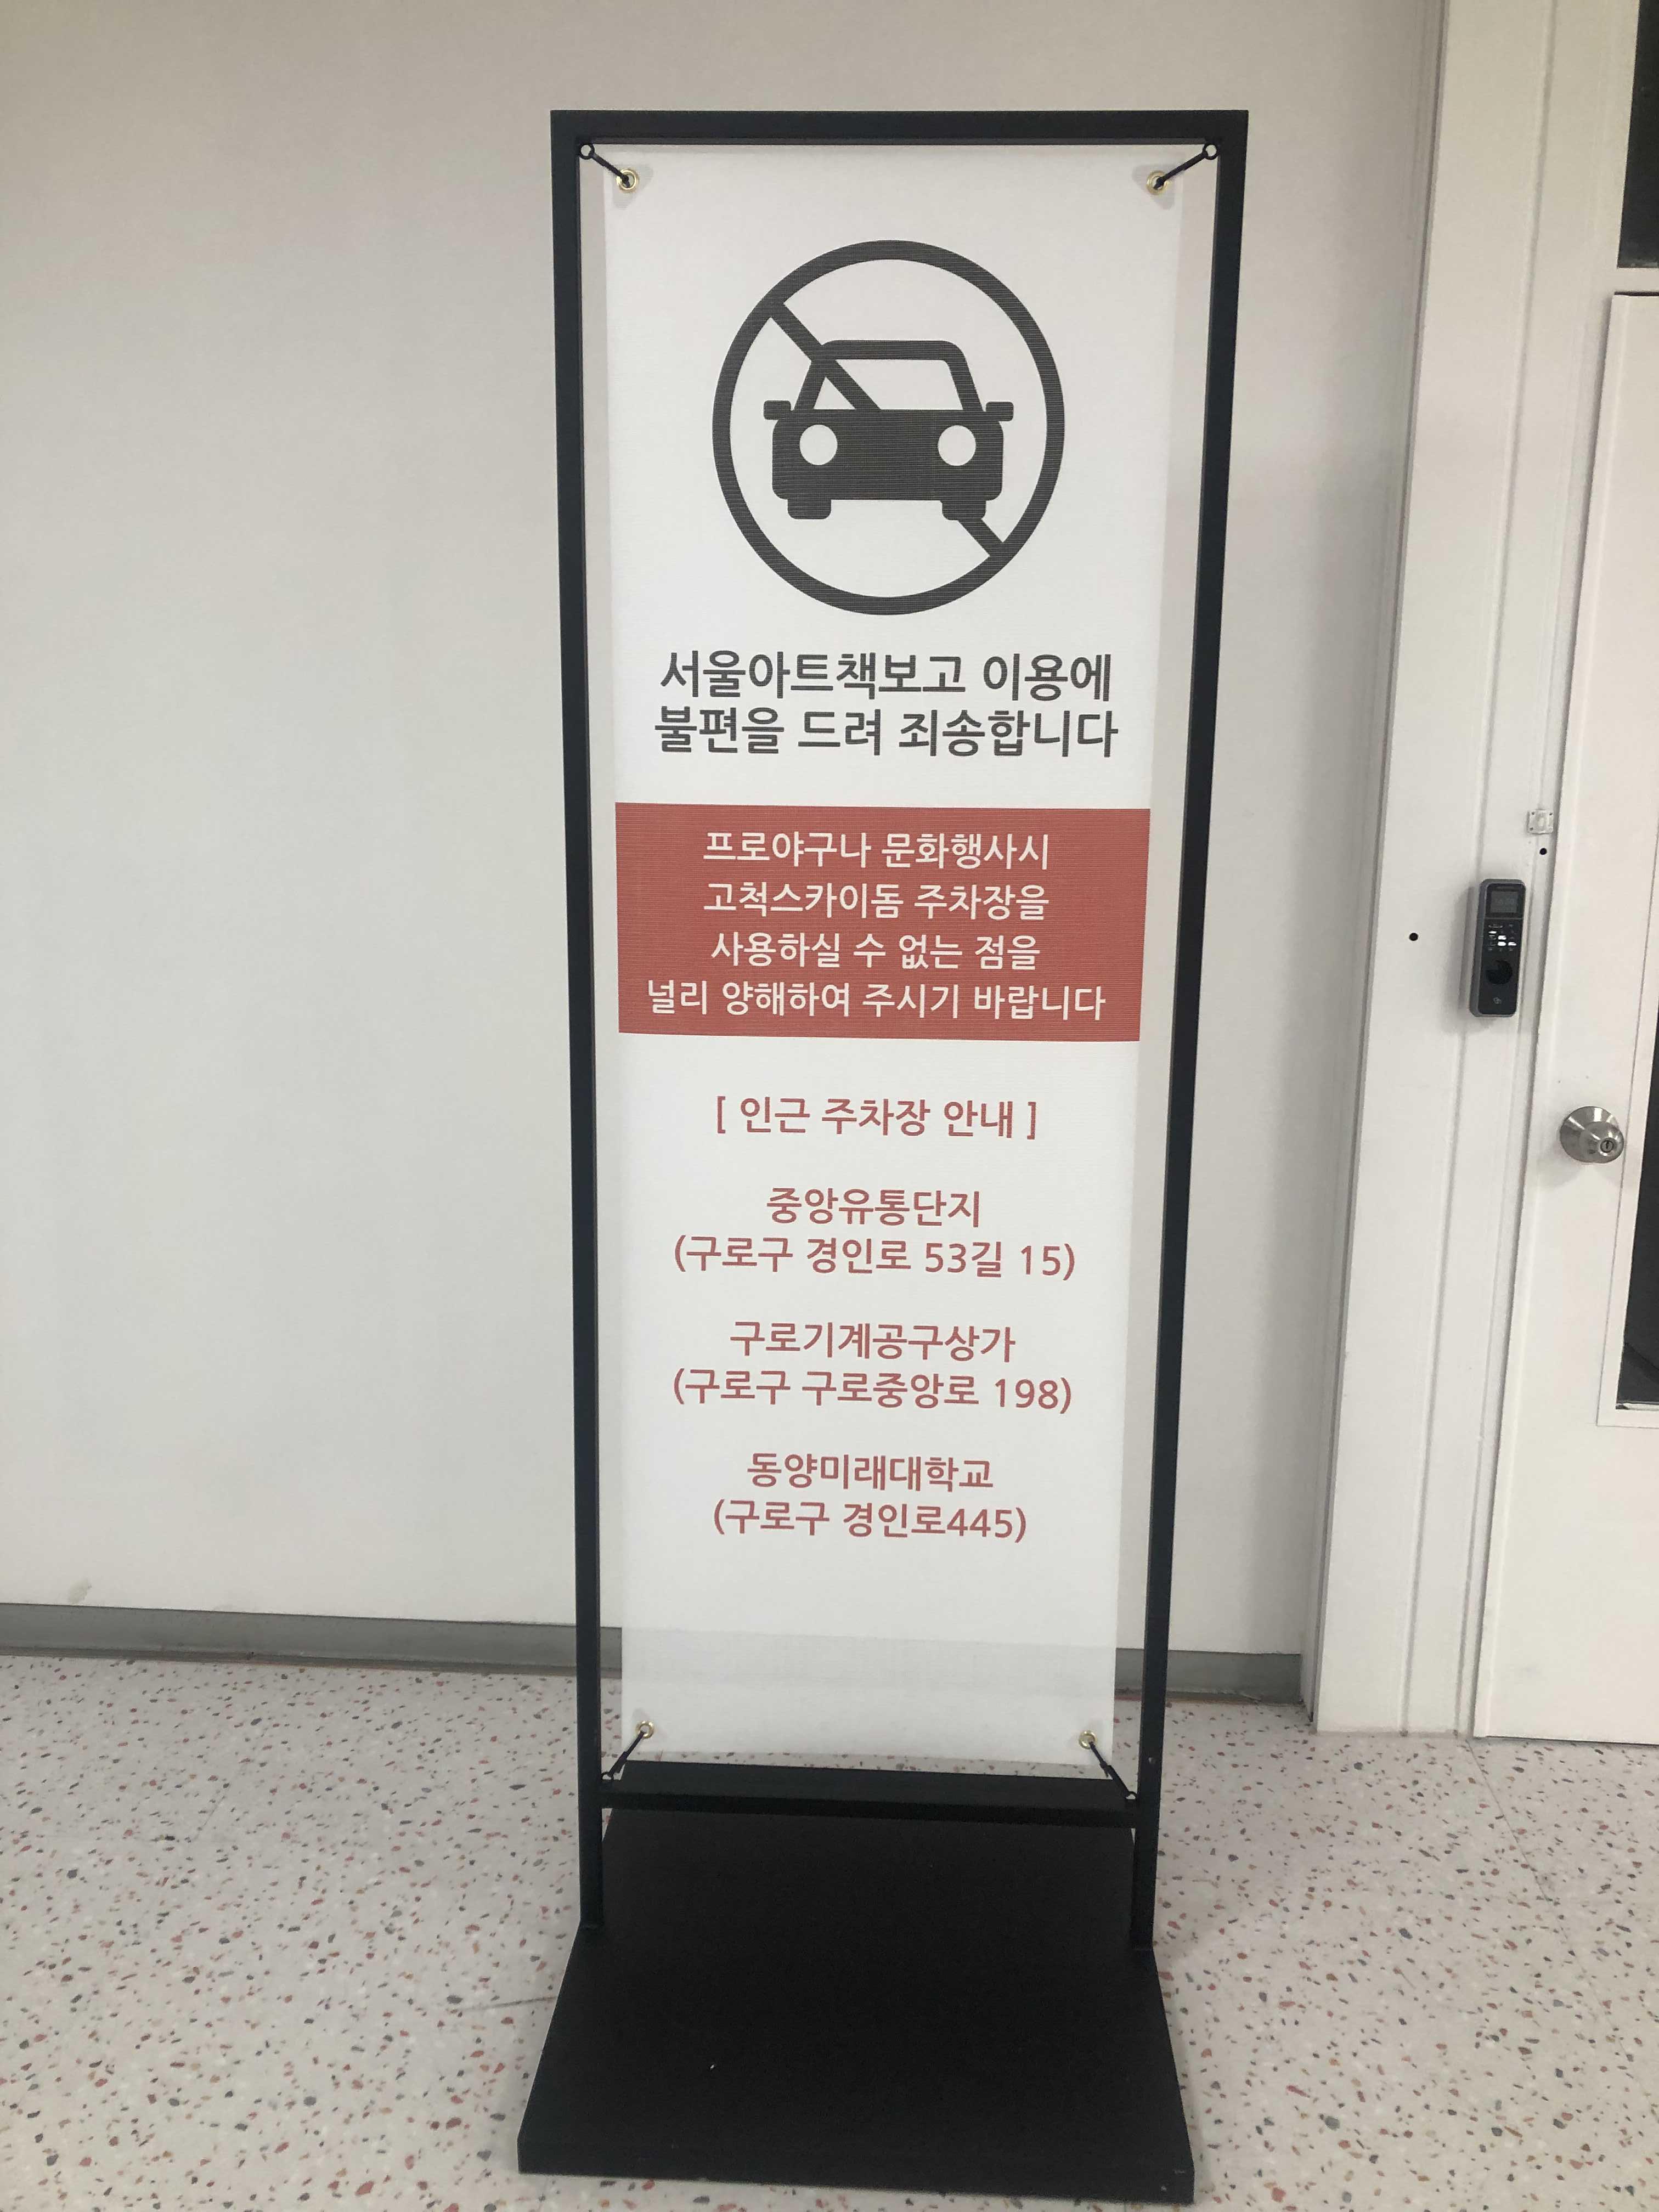 서울아트책보고 이용에
불편을 드려 죄송합니다
프로야구나 문화행사시
고척스카이돔 주차장을
사용하실 수 없는 점을
널리 양해하여 주시기 바랍니다
[ 인근 주차장 안내 ]
중앙유통단지
(구로구 경인로 53길 15)
구로기계공구상가
(구로구 구로중앙로 198)
동양미래대학교
(구로구 경인로445)